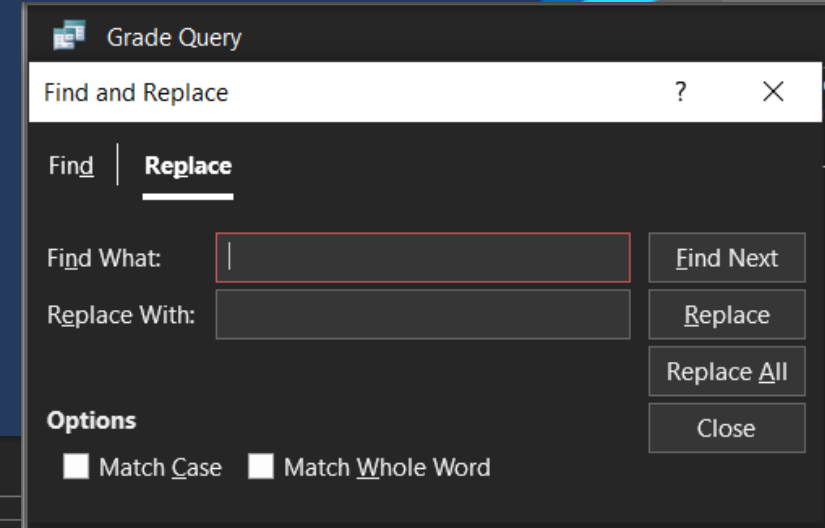 Grade Query
Find and Replace ?
Find Replace
Find What: Find Next
Replace With: Replace
Replace All
Options Close
Match Case Match Whole Word